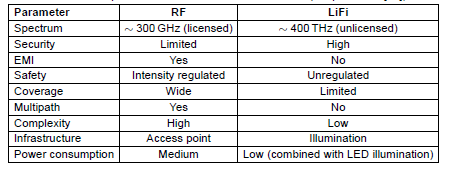 Parameter RF LiFi
Spectrum ∼ 300 GHz (licensed) ∼ 400 THz (unlicensed)
Security Limited High
EMI Yes No
Safety Intensity regulated Unregulated
Coverage Wide Limited
Multipath Yes No
Complexity High Low
Infrastructure Access point Illumination
Power consumption Medium Low (combined with LED illumination)